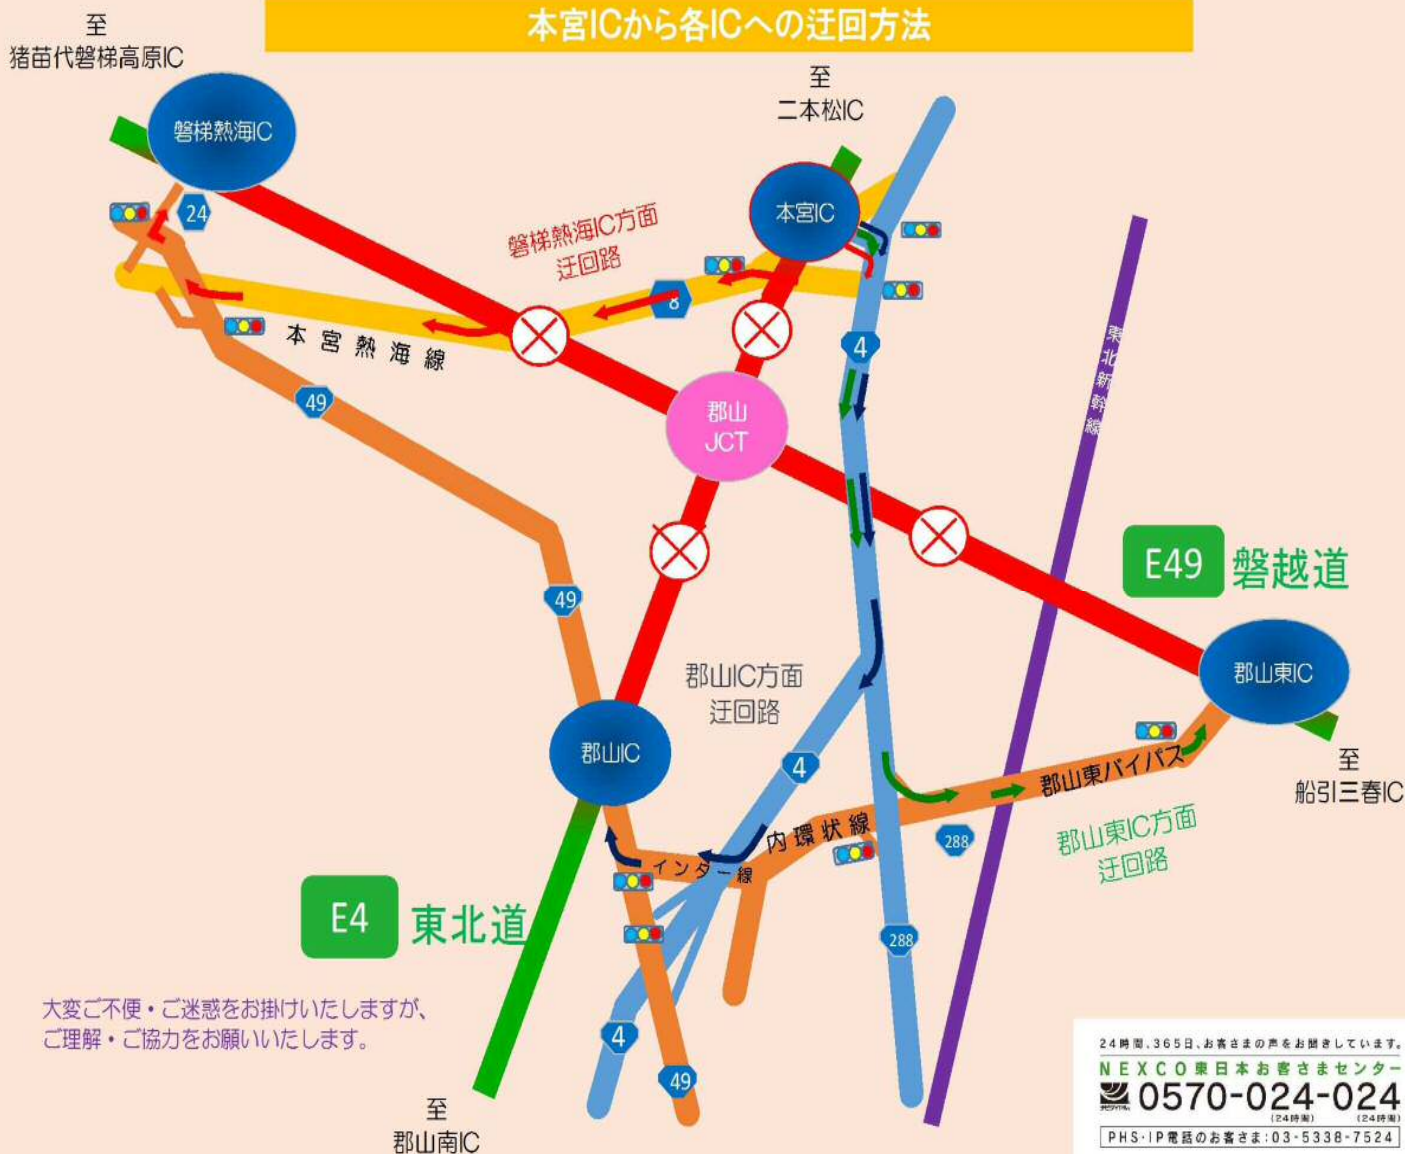 本宮ICから各ICへの迂回方法
至
猪苗代磐梯高原IC
磐梯熱海IC
至
二本松IC
本宮IC
24
磐梯熱海IC方面
迂回路
8
本宮熱海線
4
東北新幹線
49
郡山
JCT
49
E49 磐越道
郡山IC方面
迂回路
郡山東IC
郡山IC
4
至
船引三春IC
郡山東バイパス
内環状線
288
郡山東IC方面
迂回路
インター線
E4 東北道
288
大変ご不便・ご迷惑をお掛けいたしますが、
ご理解・ご協力をお願いいたします。
4
49
至
郡山南IC
24時間、365日、お客さまの声をお聞きしています。
NEXCO東日本お客さまセンター
0570-024-024
(24時間) (24時間)
PHS・IP電話のお客さま:03-5338-7524